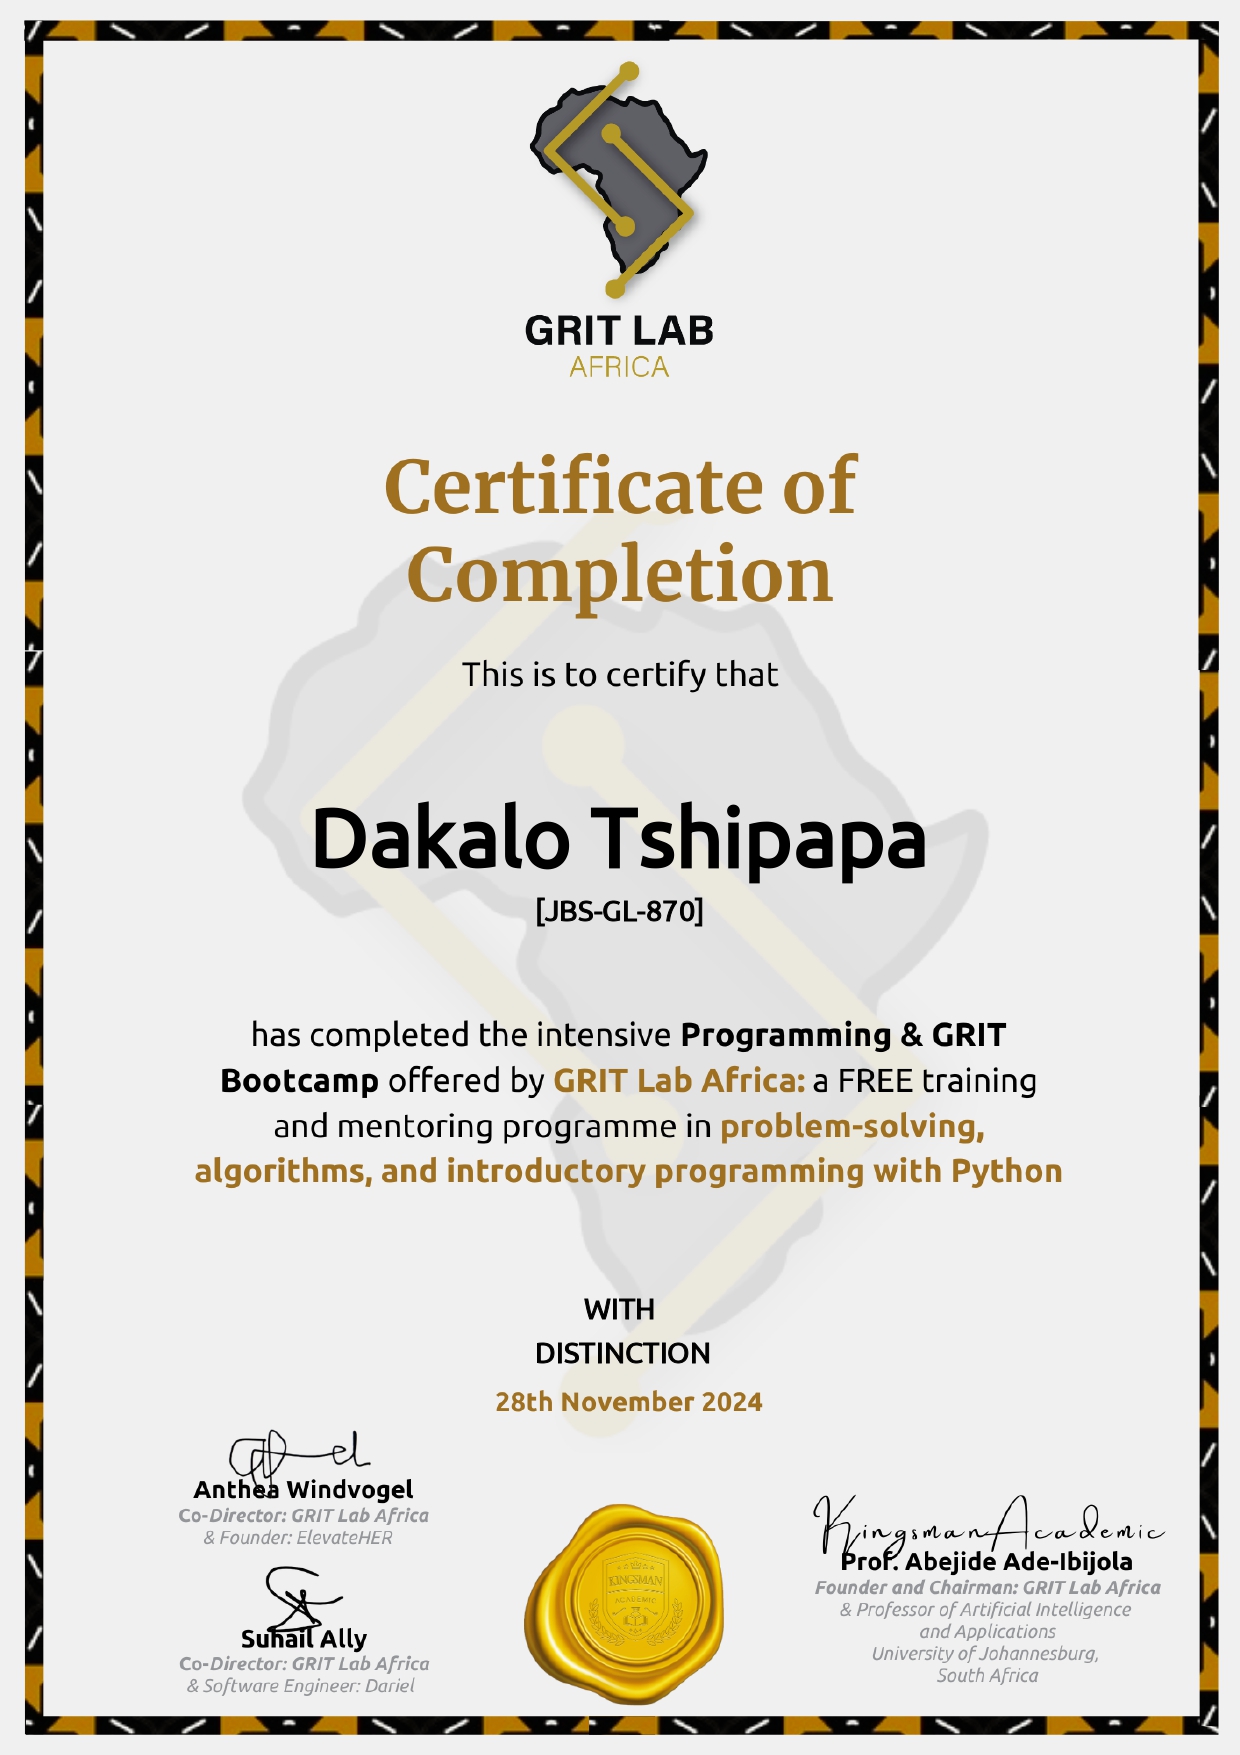 GRIT LAB
AFRICA
Certificate of
Completion
This is to certify that
Dakalo Tshipapa
[JBS-GL-870]
has completed the intensive Programming & GRIT
Bootcamp offered by GRIT Lab Africa: a FREE training
and mentoring programme in problem-solving,
algorithms, and introductory programming with Python
WITH
DISTINCTION
28th November 2024
Anthea Windvogel
Co-Director: GRIT Lab Africa
& Founder: ElevateHER
Suhail Ally
Co-Director: GRIT Lab Africa
& Software Engineer: Dariel
KINGSMAN
ACADEMIC
KingsmanAcademic
Prof. Abejide Ade-Ibijola
Founder and Chairman: GRIT Lab Africa
& Professor of Artificial Intelligence
and Applications
University of Johannesburg,
South Africa